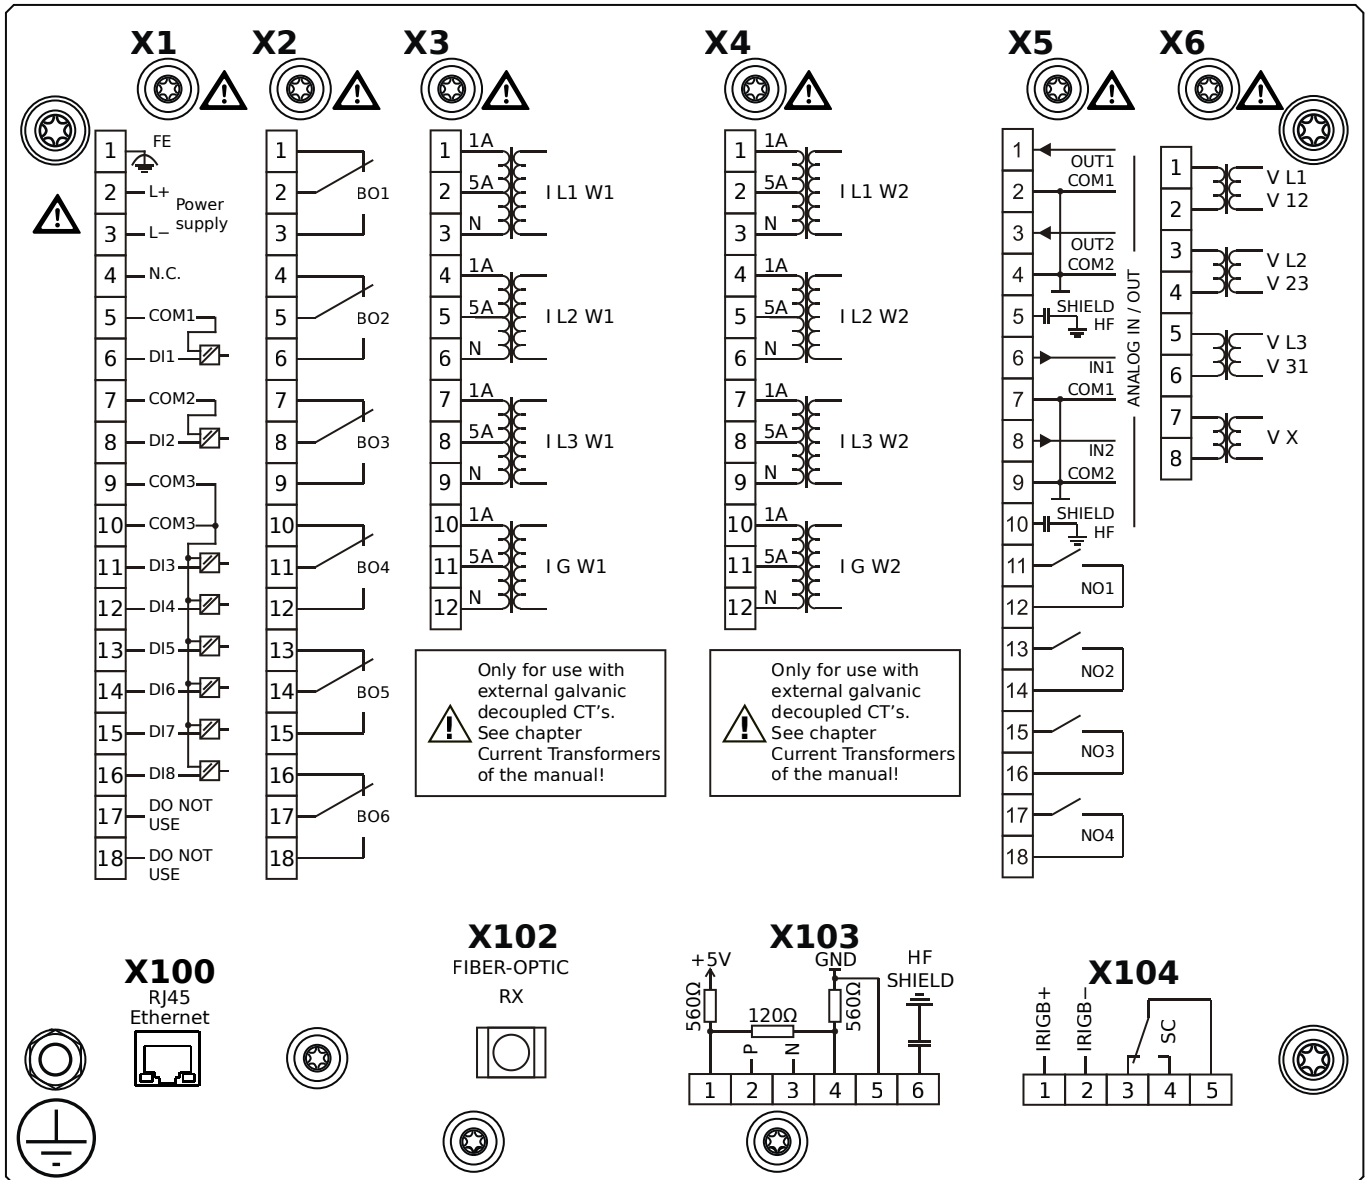 X1
X2
X3
X4
X5
X6
1 FE
2 L+
Power
supply
3 L−
4 N.C.
5 COM1
6 DI1
7 COM2
8 DI2
9 COM3
10 COM3
11 DI3
12 DI4
13 DI5
14 DI6
15 DI7
16 DI8
17 DO NOT
USE
18 DO NOT
USE
1
2 BO1
3
4
5 BO2
6
7
8 BO3
9
10
11 BO4
12
13
14 BO5
15
16
17 BO6
18
1 1A
2 5A I L1 W1
3 N
4 1A
5 5A I L2 W1
6 N
7 1A
8 5A I L3 W1
9 N
10 1A
11 5A I G W1
12 N
Only for use with
external galvanic
decoupled CT's.
See chapter
Current Transformers
of the manual!
1 1A
2 5A I L1 W2
3 N
4 1A
5 5A I L2 W2
6 N
7 1A
8 5A I L3 W2
9 N
10 1A
11 5A I G W2
12 N
Only for use with
external galvanic
decoupled CT's.
See chapter
Current Transformers
of the manual!
1 OUT1
2 COM1
3 OUT2
4 COM2
5 SHIELD
HF
6 IN1
7 COM1
8 IN2
9 COM2
10 SHIELD
HF
ANALOG IN / OUT
11
NO1
12
13
NO2
14
15
NO3
16
17
NO4
18
1 V L1
2 V 12
3 V L2
4 V 23
5 V L3
6 V 31
7
V X
8
X100
RJ45
Ethernet
X102
FIBER-OPTIC
RX
X103
+5V
GND
HF
SHIELD
560Ω
120Ω
560Ω
P
N
1 2 3 4 5 6
X104
IRIGB+
IRIGB−
SC
1 2 3 4 5